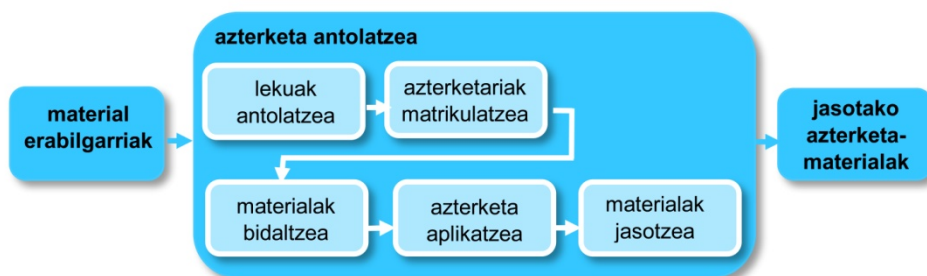 azterketa antolatzea
material
erabilgarriak
lekuak
antolatzea
azterketariak
matrikulatzea
materialak
bidaltzea
azterketa
aplikatzea
materialak
jasotzea
jasotako
azterketa-
materialak